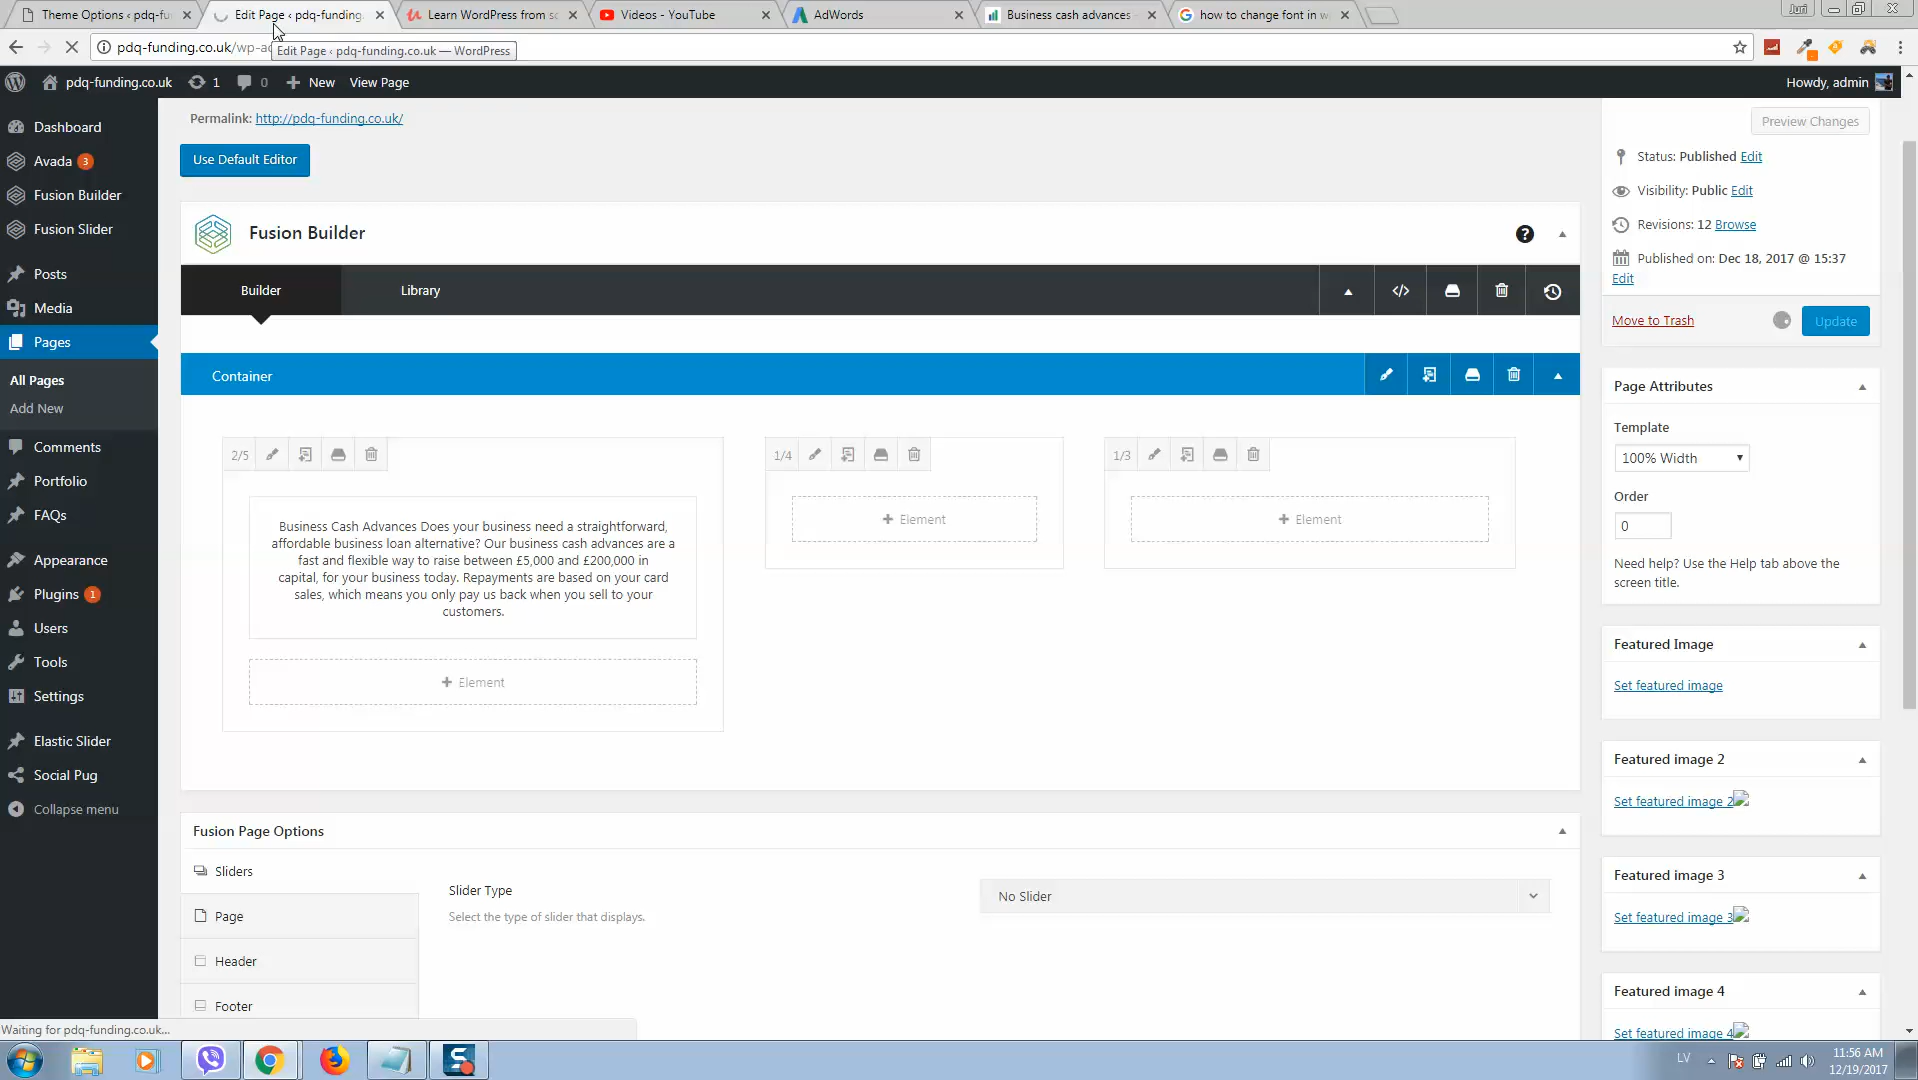 Theme Options ‹ pdq-fu
Edit Page ‹ pdq-funding.
Learn WordPress from sc
Videos - YouTube
AdWords
Business cash advances
how to change font in w
Juri
pdq-funding.co.uk/wp-ad
Edit Page ‹ pdq-funding.co.uk — WordPress
pdq-funding.co.uk
1
0
New
View Page
Howdy, admin
Dashboard
Avada 3
Fusion Builder
Fusion Slider
Posts
Media
Pages
All Pages
Add New
Comments
Portfolio
FAQs
Appearance
Plugins 1
Users
Tools
Settings
Elastic Slider
Social Pug
Collapse menu
Permalink: http://pdq-funding.co.uk/
Use Default Editor
Fusion Builder
?
Builder
Library
</>
Container
2/5
1/4
1/3
Business Cash Advances Does your business need a straightforward,
affordable business loan alternative? Our business cash advances are a
fast and flexible way to raise between £5,000 and £200,000 in
capital, for your business today. Repayments are based on your card
sales, which means you only pay us back when you sell to your
customers.
+ Element
+ Element
+ Element
Fusion Page Options
Sliders
Page
Header
Footer
Slider Type
Select the type of slider that displays.
No Slider
Preview Changes
Status: Published Edit
Visibility: Public Edit
Revisions: 12 Browse
Published on: Dec 18, 2017 @ 15:37
Edit
Move to Trash
Update
Page Attributes
Template
100% Width
Order
0
Need help? Use the Help tab above the
screen title.
Featured Image
Set featured image
Featured image 2
Set featured image 2
Featured image 3
Set featured image 3
Featured image 4
Set featured image 4
Waiting for pdq-funding.co.uk...
LV
11:56 AM
12/19/2017